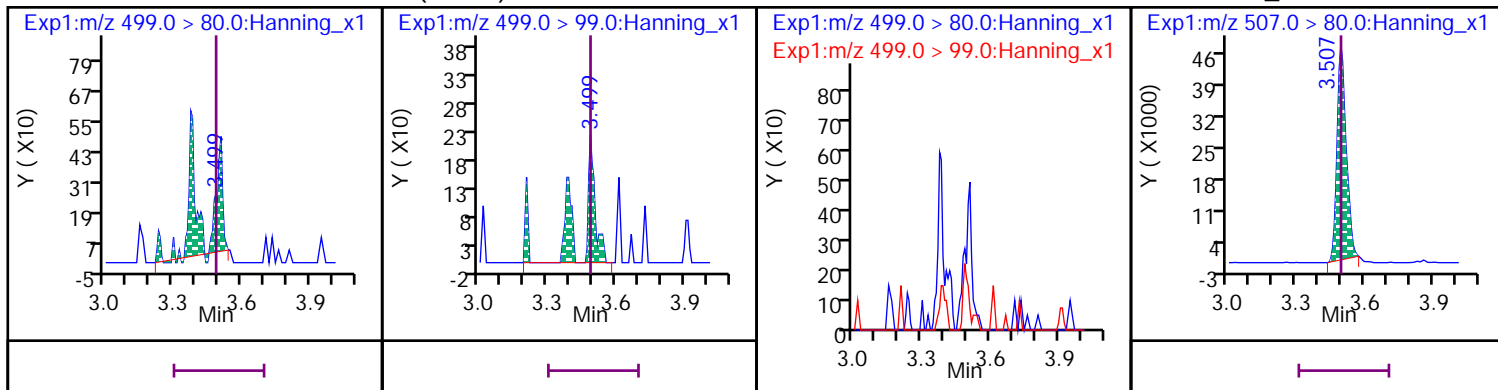 Exp1:m/z 499.0 > 80.0:Hanning_x1
79
67
55
43
31
19
7
-5
Y ( X10)
3.499
3.0 3.3 3.6 3.9
Min
Exp1:m/z 499.0 > 99.0:Hanning_x1
38
33
28
23
18
13
8
3
-2
Y ( X10)
3.499
3.0 3.3 3.6 3.9
Min
Exp1:m/z 499.0 > 80.0:Hanning_x1
Exp1:m/z 499.0 > 99.0:Hanning_x1
80
70
60
50
40
30
20
10
0
Y ( X10)
3.0 3.3 3.6 3.9
Min
Exp1:m/z 507.0 > 80.0:Hanning_x1
46
39
32
25
18
11
4
-3
Y ( X1000)
3.507
3.0 3.3 3.6 3.9
Min